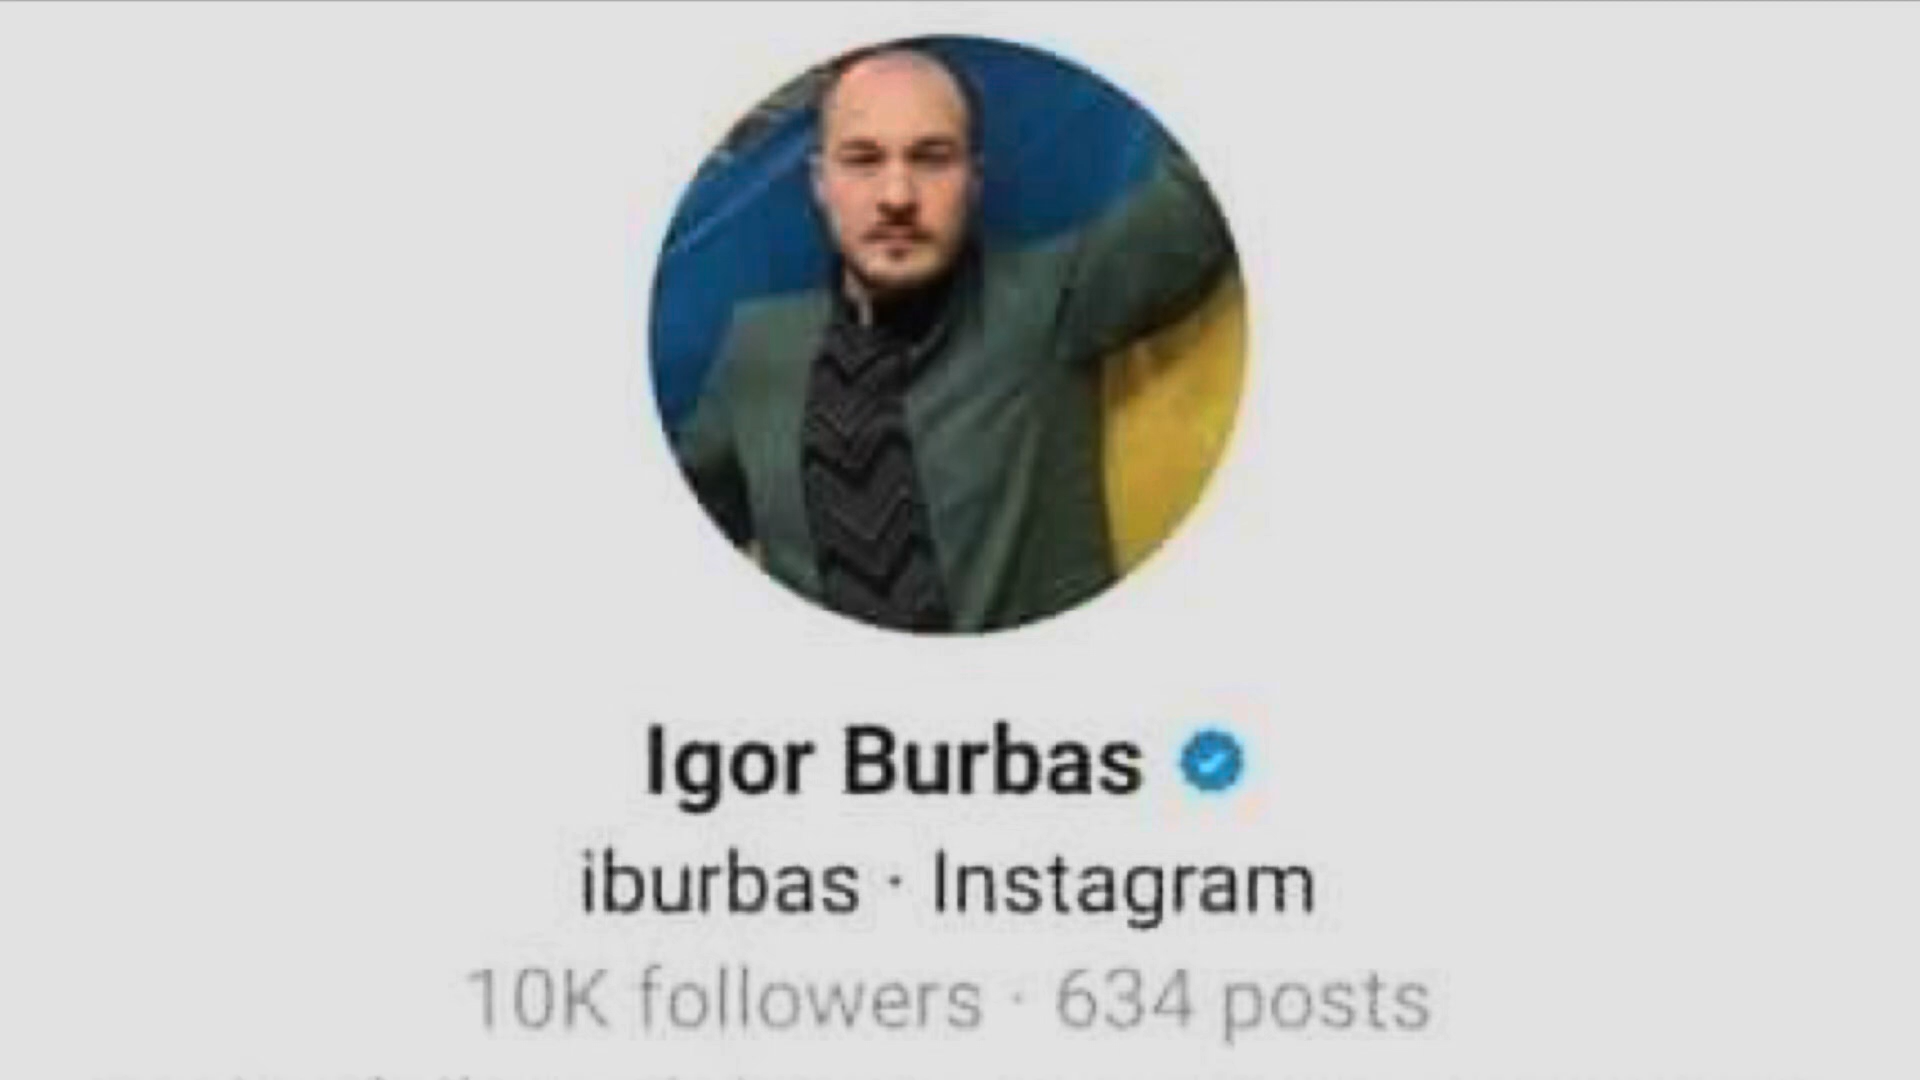 Igor Burbas
iburbas · Instagram
10K followers · 634 posts